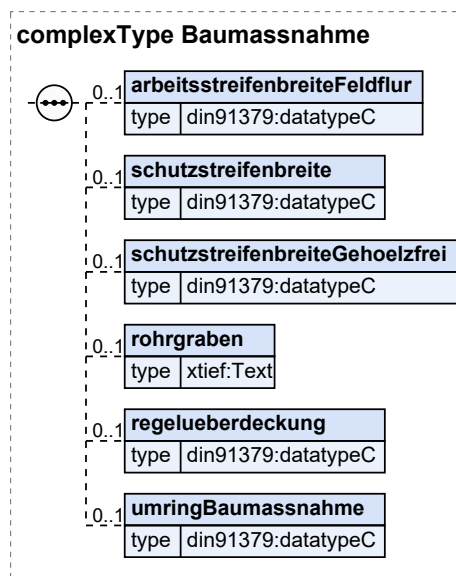 complexType Baumassnahme
0..1 arbeitsstreifenbreiteFeldflur
type din91379:datatypeC
0..1 schutzstreifenbreite
type din91379:datatypeC
0..1 schutzstreifenbreiteGehoelzfrei
type din91379:datatypeC
0..1 rohrgraben
type xtief:Text
0..1 regelueberdeckung
type din91379:datatypeC
0..1 umringBaumassnahme
type din91379:datatypeC